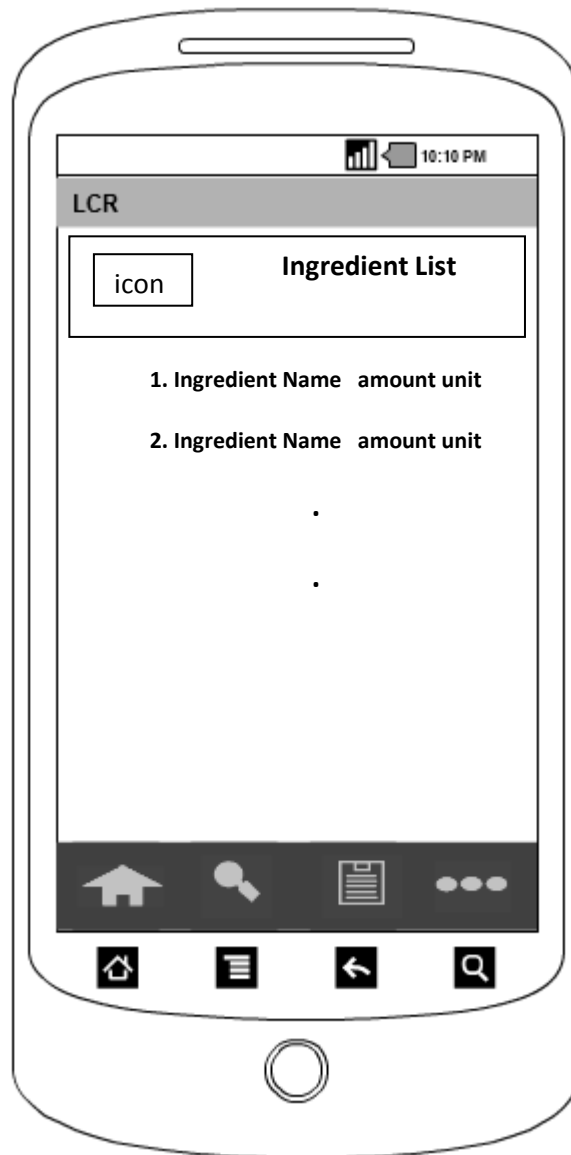 10:10 PM
LCR
icon
Ingredient List
1. Ingredient Name amount unit
2. Ingredient Name amount unit
.
.